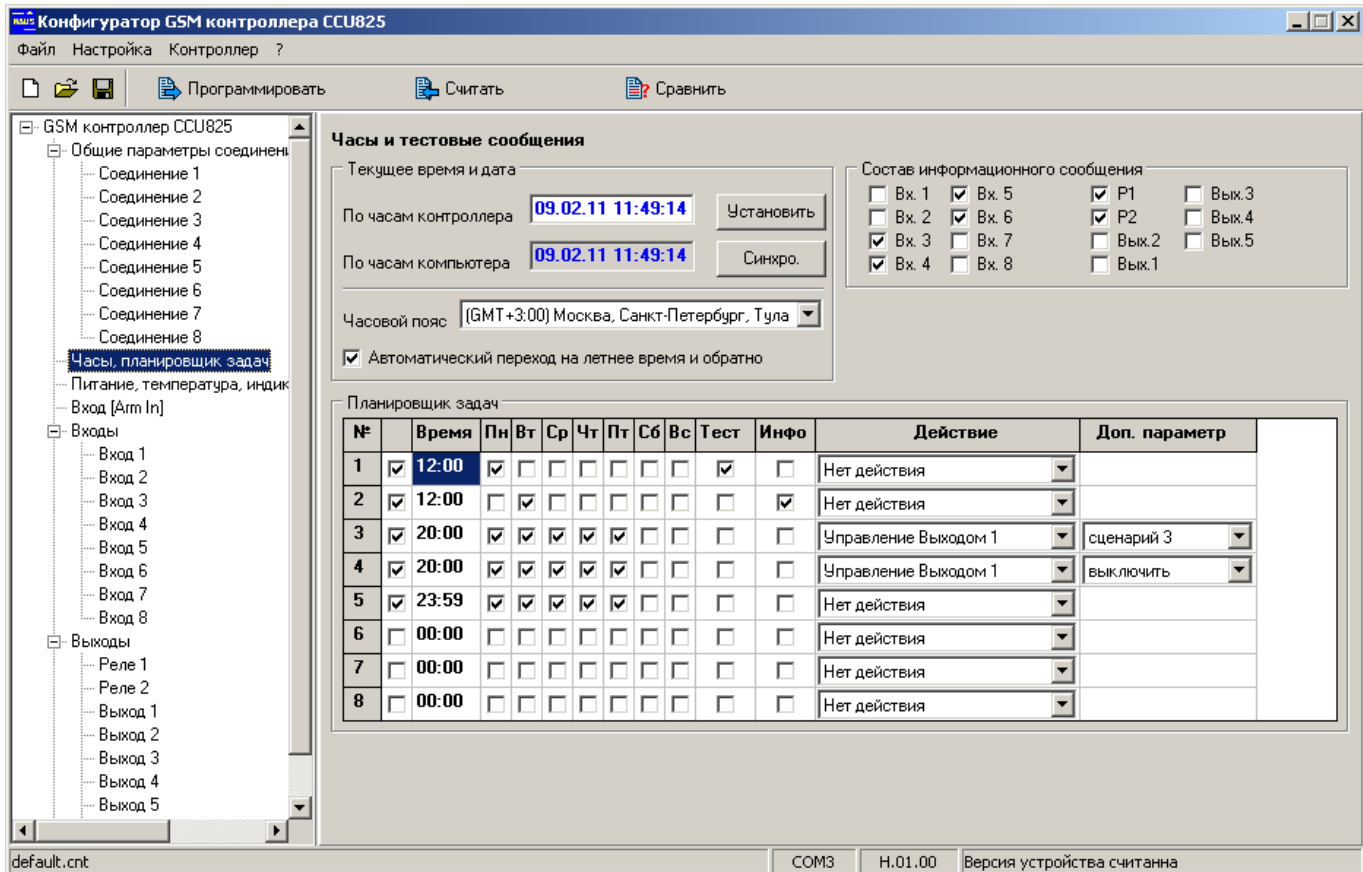 Конфигуратор GSM контроллера CCU825
Файл Настройка Контроллер ?
Программировать Считать Сравнить
GSM контроллер CCU825
Общие параметры соединени
Соединение 1
Соединение 2
Соединение 3
Соединение 4
Соединение 5
Соединение 6
Соединение 7
Соединение 8
Часы, планировщик задач
Питание, температура, индик
Вход [Arm In]
Входы
Вход 1
Вход 2
Вход 3
Вход 4
Вход 5
Вход 6
Вход 7
Вход 8
Выходы
Реле 1
Реле 2
Выход 1
Выход 2
Выход 3
Выход 4
Выход 5
Часы и тестовые сообщения
Текущее время и дата
По часам контроллера 09.02.11 11:49:14 Установить
По часам компьютера 09.02.11 11:49:14 Синхро.
Часовой пояс (GMT+3:00) Москва, Санкт-Петербург, Тула
Автоматический переход на летнее время и обратно
Состав информационного сообщения
Вх. 1 Вх. 5 Р1 Вых.3
Вх. 2 Вх. 6 Р2 Вых.4
Вх. 3 Вх. 7 Вых.2 Вых.5
Вх. 4 Вх. 8 Вых.1
Планировщик задач
№ Время Пн Вт Ср Чт Пт Сб Вс Тест Инфо Действие Доп. параметр
1 12:00 Нет действия
2 12:00 Нет действия
3 20:00 Управление Выходом 1 сценарий 3
4 20:00 Управление Выходом 1 выключить
5 23:59 Нет действия
6 00:00 Нет действия
7 00:00 Нет действия
8 00:00 Нет действия
default.cnt COM3 H.01.00 Версия устройства считанна